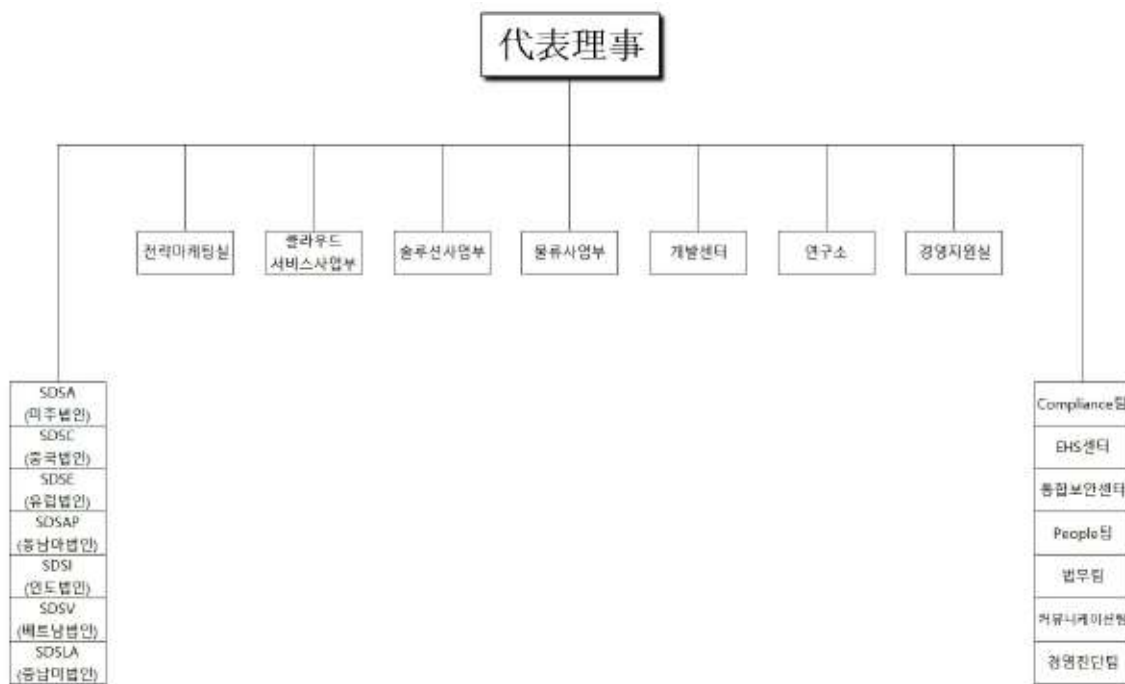 代表理事
전략마케팅실
클라우드
서비스사업부
솔루션사업부
물류사업부
개발센터
연구소
경영지원실
SDSA
(미주법인)
SDSC
(중국법인)
SDSE
(유럽법인)
SDSAP
(동남아법인)
SDSI
(인도법인)
SDSV
(베트남법인)
SDSLA
(중남미법인)
Compliance팀
EHS센터
통합보안센터
People팀
법무팀
커뮤니케이션팀
경영진단팀